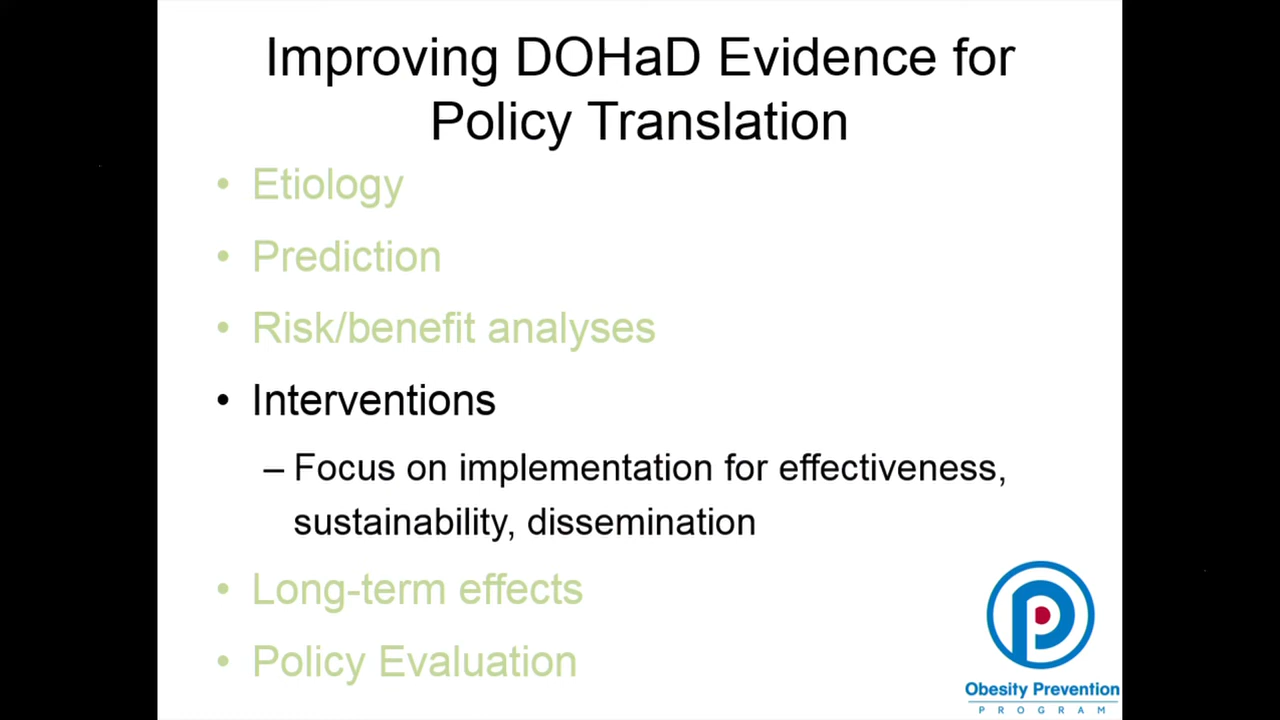 Improving DOHaD Evidence for
Policy Translation
• Etiology
• Prediction
• Risk/benefit analyses
• Interventions
– Focus on implementation for effectiveness,
sustainability, dissemination
• Long-term effects
• Policy Evaluation
Obesity Prevention
PROGRAM